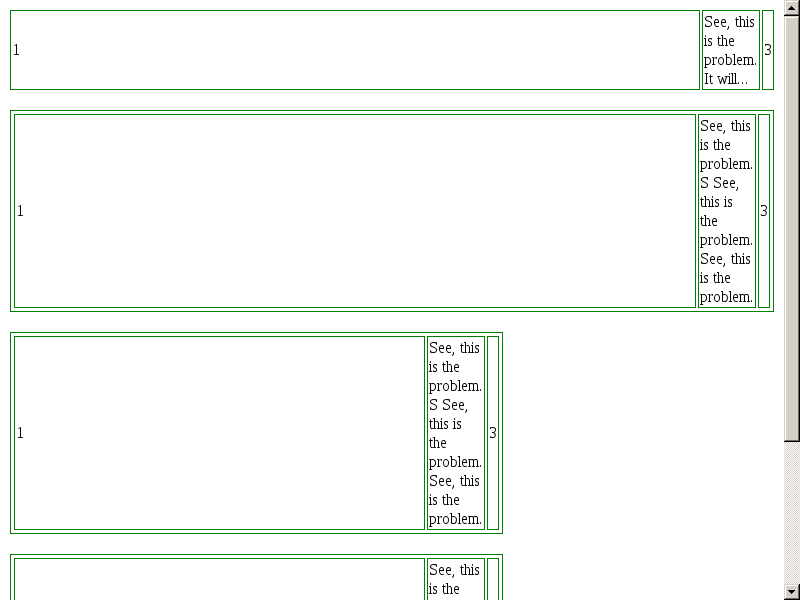 1
See, this
is the
problem.
It will...
3
1
See, this
is the
problem.
S See,
this is
the
problem.
See, this
is the
problem.
3
1
See, this
is the
problem.
S See,
this is
the
problem.
See, this
is the
problem.
3
See, this
is the